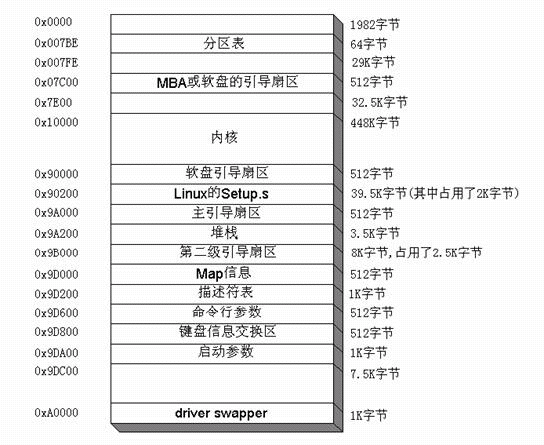 0x0000 1982字节
0x007BE 分区表 64字节
0x007FE 29K字节
0x07C00 MBA或软盘的引导扇区 512字节
0x7E00 32.5K字节
0x10000 448K字节
内核
0x90000 软盘引导扇区 512字节
0x90200 Linux的Setup.s 39.5K字节(其中占用了2K字节)
0x9A000 主引导扇区 512字节
0x9A200 堆栈 3.5K字节
0x9B000 第二级引导扇区 8K字节,占用了2.5K字节
0x9D000 Map信息 512字节
0x9D200 描述符表 1K字节
0x9D600 命令行参数 512字节
0x9D800 键盘信息交换区 512字节
0x9DA00 启动参数 1K字节
0x9DC00 7.5K字节
0xA0000 driver swapper 1K字节